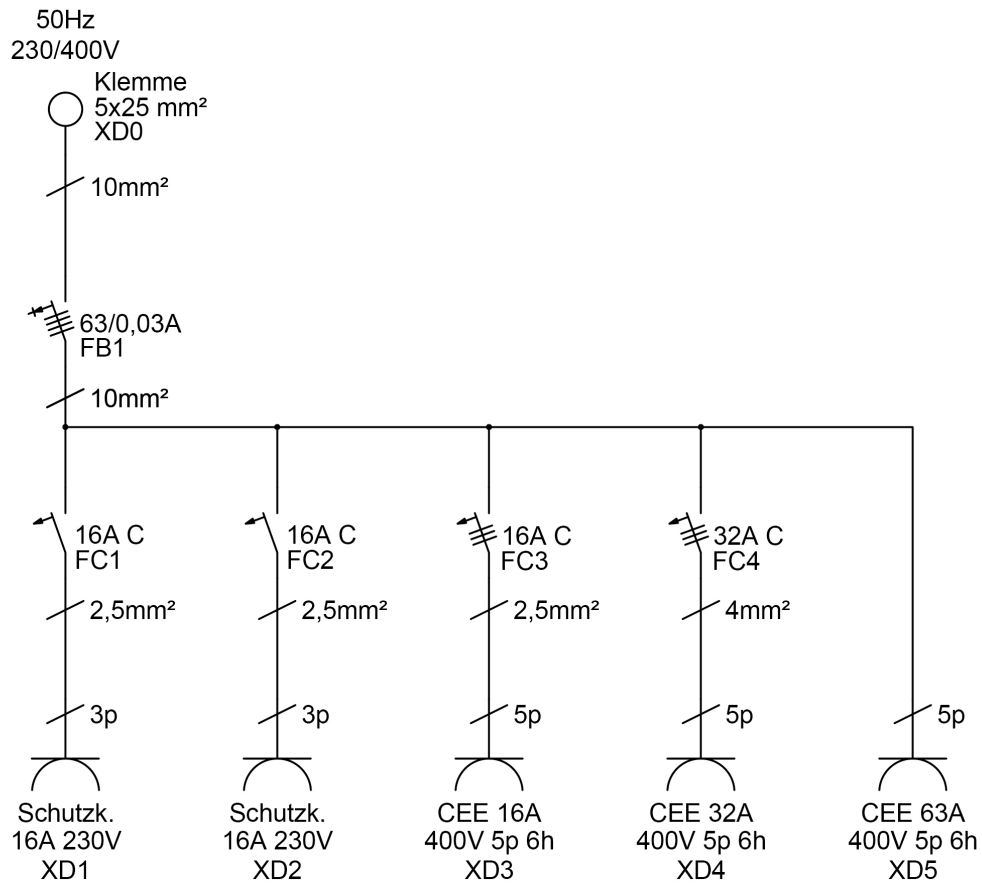 50Hz
230/400V
Klemme
5x25 mm²
XD0
10mm²
63/0,03A
FB1
10mm²
16A C
FC1
16A C
FC2
16A C
FC3
32A C
FC4
2,5mm²
2,5mm²
2,5mm²
4mm²
3p
3p
5p
5p
5p
Schutzk.
16A 230V
XD1
Schutzk.
16A 230V
XD2
CEE 16A
400V 5p 6h
XD3
CEE 32A
400V 5p 6h
XD4
CEE 63A
400V 5p 6h
XD5